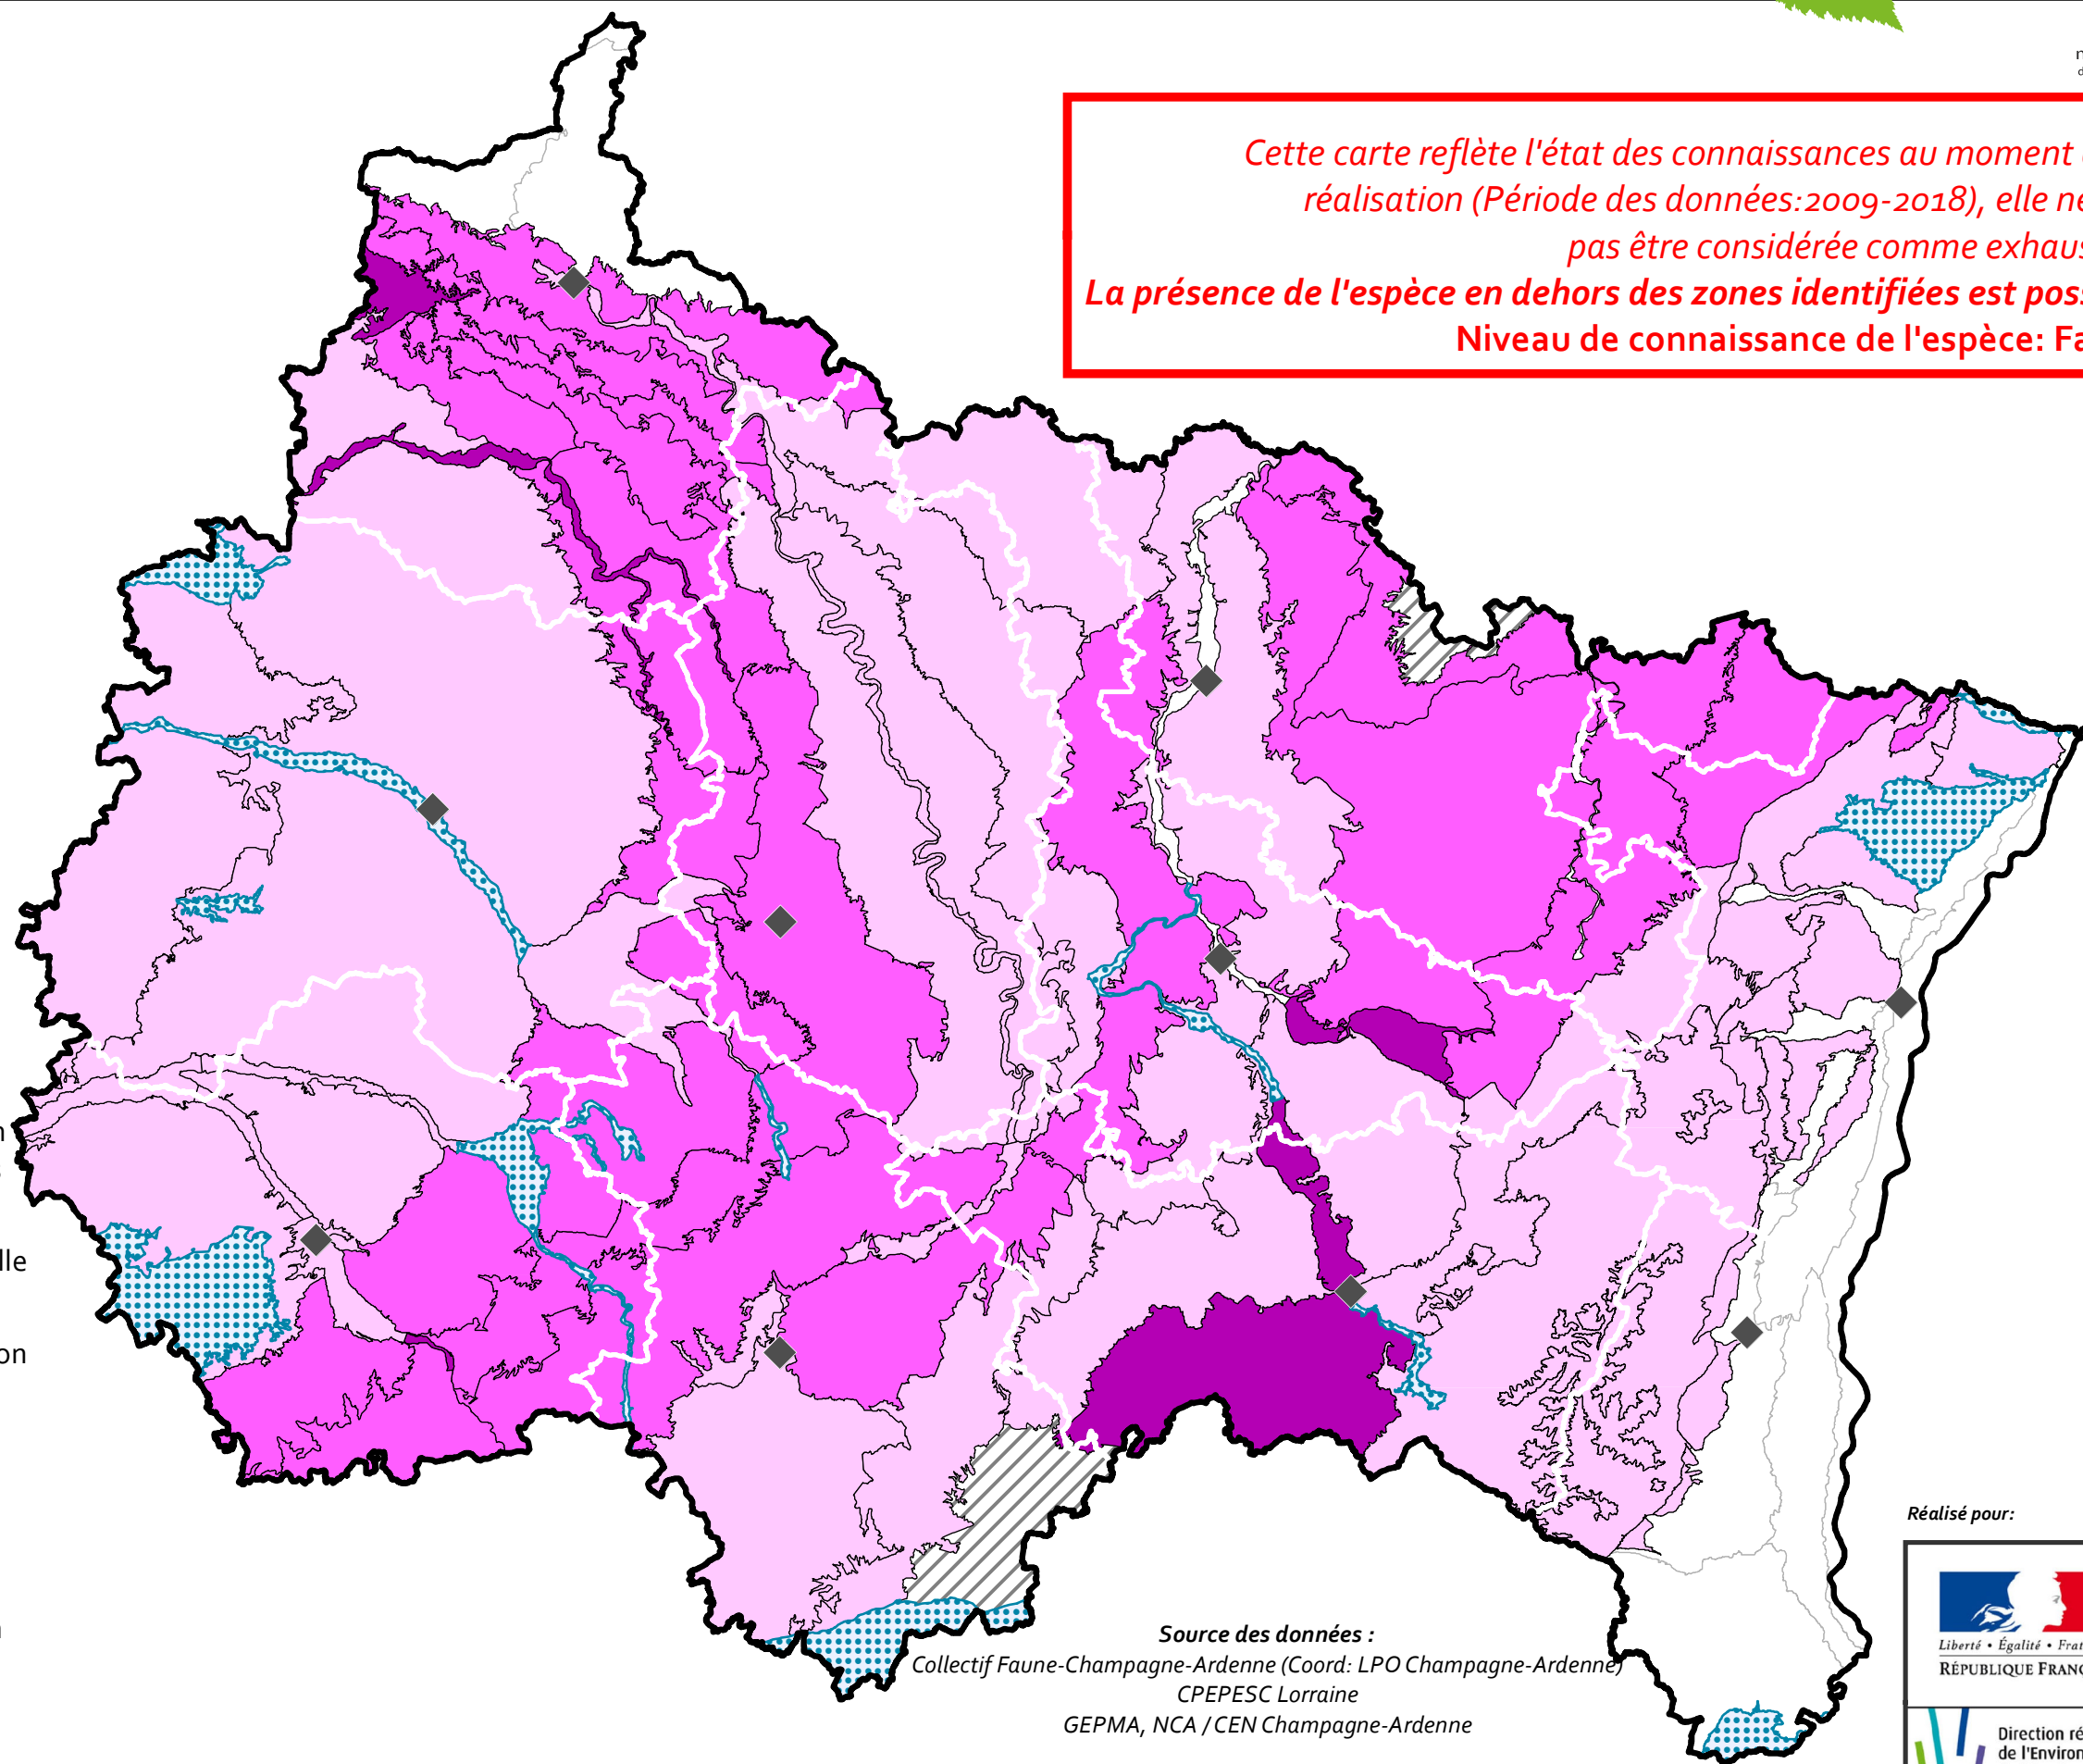 Cette carte reflète l'état des connaissances au moment
réalisation (Période des données:2009-2018), elle ne
pas être considérée comme
La présence de l'espèce en dehors des zones identifiées est
Niveau de connaissance de l'espèce:
Réalisé pour:
Liberté • Égalité •
RÉPUBLIQUE
Direction
de
Source des données :
Collectif Faune-Champagne-Ardenne (Coord: LPO Champagne-Ardenne)
CPEPESC Lorraine
GEPMA, NCA / CEN Champagne-Ardenne